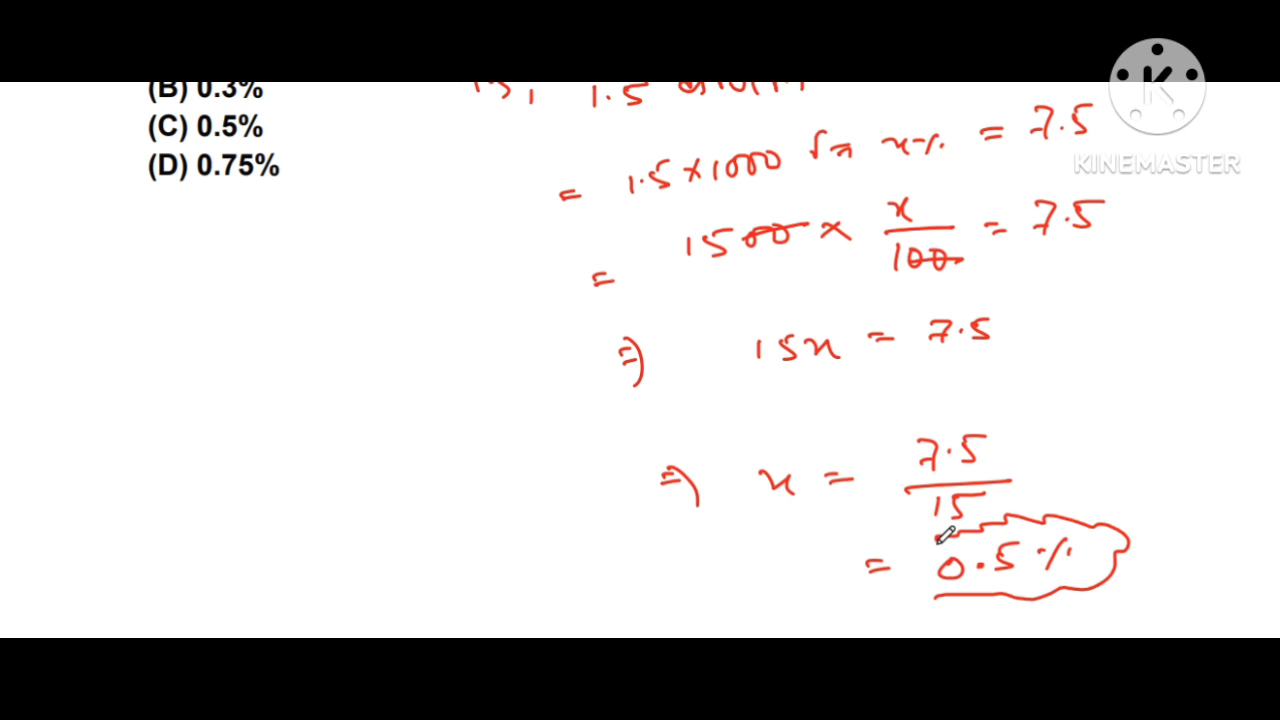 (B) 0.3%
(C) 0.5%
(D) 0.75%
1.5
= 1.5 × 1000 এর x% = 7.5
= 1500 × x/100 = 7.5
⇒ 15x = 7.5
⇒ x = 7.5/15
= 0.5%
KINEMASTER